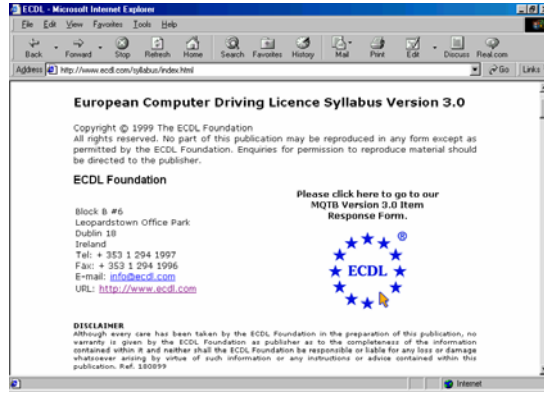 ECDL - Microsoft Internet Explorer
File Edit View Favorites Tools Help
Back Forward Stop Refresh Home Search Favorites History Mail Print Edit Discuss Real.com
Address http://www.ecdl.com/syllabus/index.html Go Links
European Computer Driving Licence Syllabus Version 3.0
Copyright © 1999 The ECDL Foundation
All rights reserved. No part of this publication may be reproduced in any form except as
permitted by the ECDL Foundation. Enquiries for permission to reproduce material should
be directed to the publisher.
ECDL Foundation
Block B #6
Leopardstown Office Park
Dublin 18
Ireland
Tel: + 353 1 294 1997
Fax: + 353 1 294 1996
E-mail: info@ecdl.com
URL: http://www.ecdl.com
Please click here to go to our
MQTB Version 3.0 Item
Response Form.
®
ECDL
DISCLAIMER
Although every care has been taken by the ECDL Foundation in the preparation of this publication, no
warranty is given by the ECDL Foundation as publisher as to the completeness of the information
contained within it and neither shall the ECDL Foundation be responsible or liable for any loss or damage
whatsoever arising by virtue of such information or any instructions or advice contained within this
publication. Ref. 180899
Internet